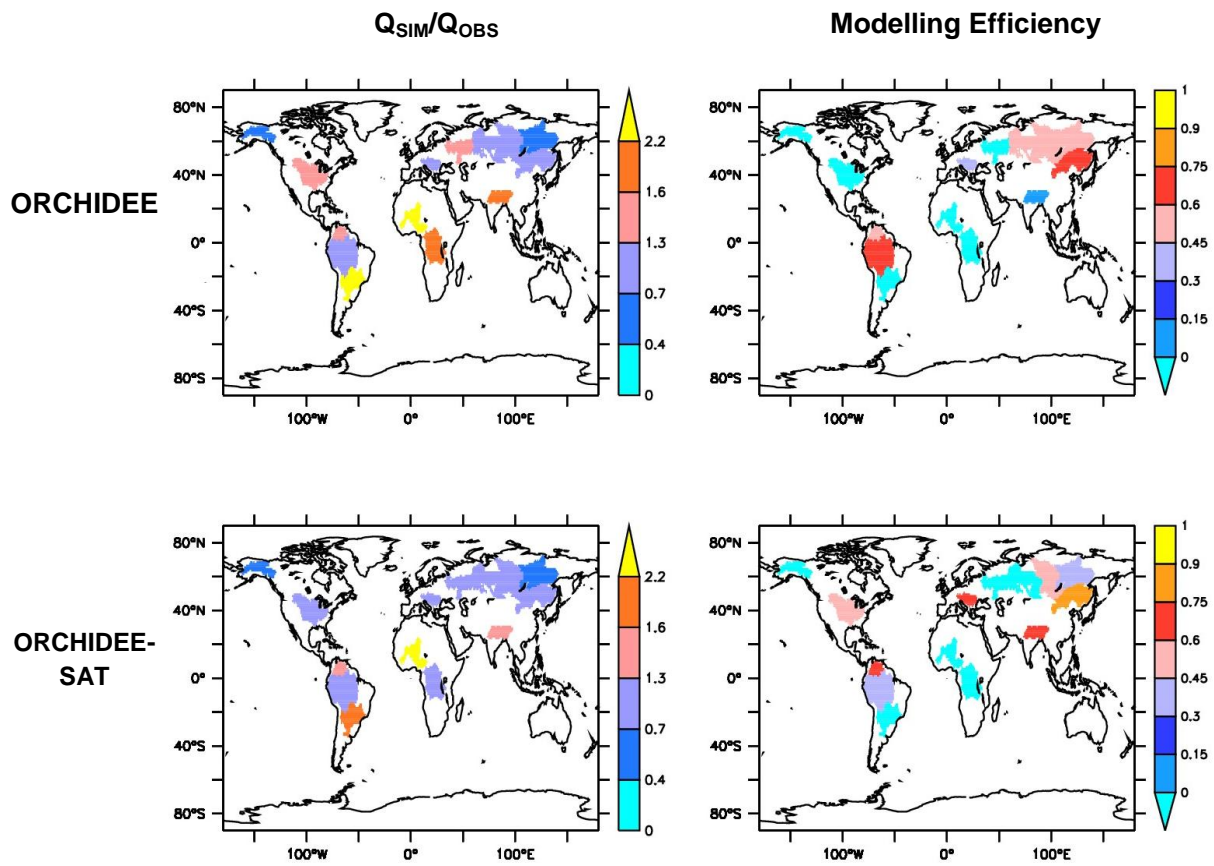 Q_SIM/Q_OBS Modelling Efficiency
ORCHIDEE
80°N
40°N
0°
40°S
80°S
100°W 0° 100°E
2.2
1.6
1.3
0.7
0.4
0
80°N
40°N
0°
40°S
80°S
100°W 0° 100°E
1
0.9
0.75
0.6
0.45
0.3
0.15
0
ORCHIDEE-
SAT
80°N
40°N
0°
40°S
80°S
100°W 0° 100°E
2.2
1.6
1.3
0.7
0.4
0
80°N
40°N
0°
40°S
80°S
100°W 0° 100°E
1
0.9
0.75
0.6
0.45
0.3
0.15
0